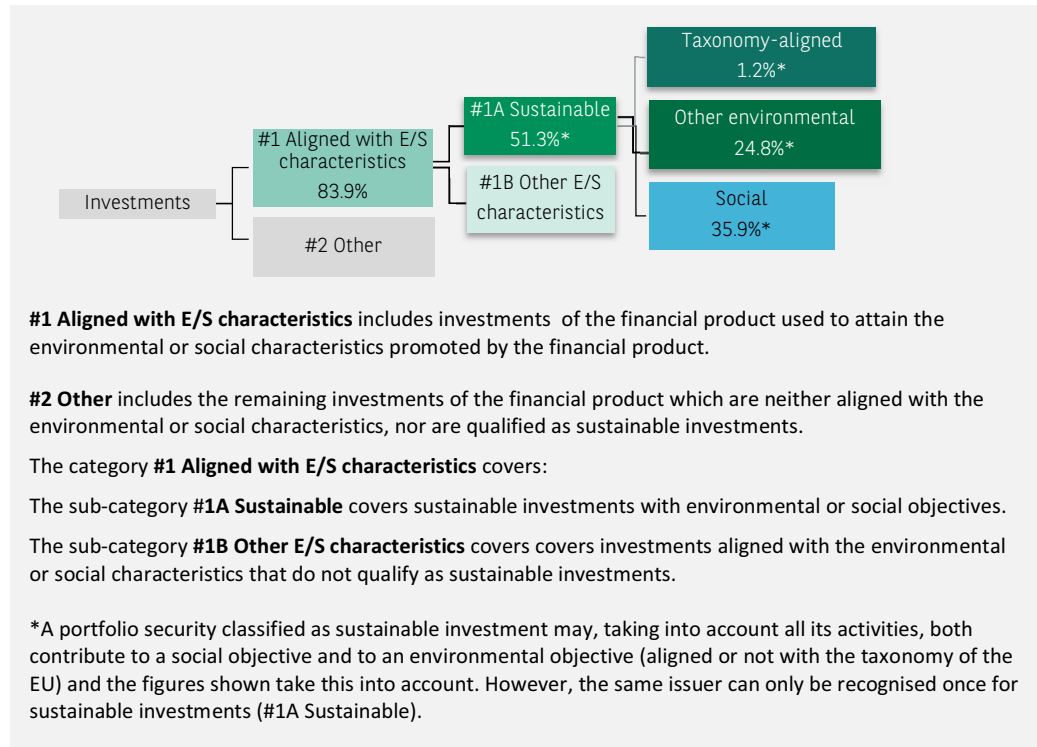 Taxonomy-aligned
1.2%*
#1A Sustainable
51.3%*
Other environmental
24.8%*
#1 Aligned with E/S
characteristics
83.9%
#1B Other E/S
characteristics
Investments
Social
35.9%*
#2 Other
#1 Aligned with E/S characteristics includes investments of the financial product used to attain the
environmental or social characteristics promoted by the financial product.
#2 Other includes the remaining investments of the financial product which are neither aligned with the
environmental or social characteristics, nor are qualified as sustainable investments.
The category #1 Aligned with E/S characteristics covers:
The sub-category #1A Sustainable covers sustainable investments with environmental or social objectives.
The sub-category #1B Other E/S characteristics covers covers investments aligned with the environmental
or social characteristics that do not qualify as sustainable investments.
*A portfolio security classified as sustainable investment may, taking into account all its activities, both
contribute to a social objective and to an environmental objective (aligned or not with the taxonomy of the
EU) and the figures shown take this into account. However, the same issuer can only be recognised once for
sustainable investments (#1A Sustainable).